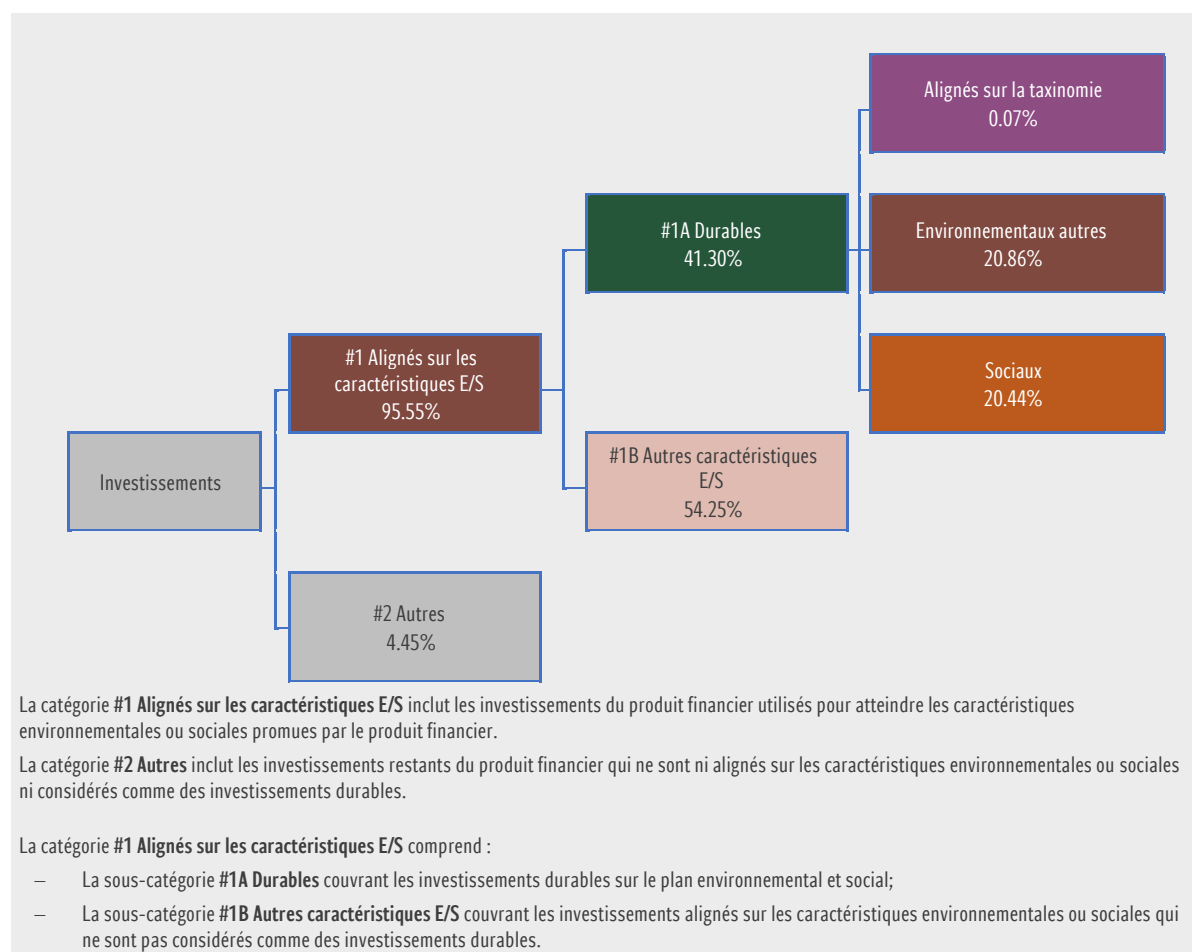 Alignés sur la taxinomie
0.07%
#1A Durables
41.30%
Environnementaux autres
20.86%
#1 Alignés sur les
caractéristiques E/S
95.55%
Sociaux
20.44%
Investissements
#1B Autres caractéristiques
E/S
54.25%
#2 Autres
4.45%
La catégorie #1 Alignés sur les caractéristiques E/S inclut les investissements du produit financier utilisés pour atteindre les caractéristiques
environnementales ou sociales promues par le produit financier.
La catégorie #2 Autres inclut les investissements restants du produit financier qui ne sont ni alignés sur les caractéristiques environnementales ou sociales
ni considérés comme des investissements durables.
La catégorie #1 Alignés sur les caractéristiques E/S comprend :
– La sous-catégorie #1A Durables couvrant les investissements durables sur le plan environnemental et social;
– La sous-catégorie #1B Autres caractéristiques E/S couvrant les investissements alignés sur les caractéristiques environnementales ou sociales qui
ne sont pas considérés comme des investissements durables.